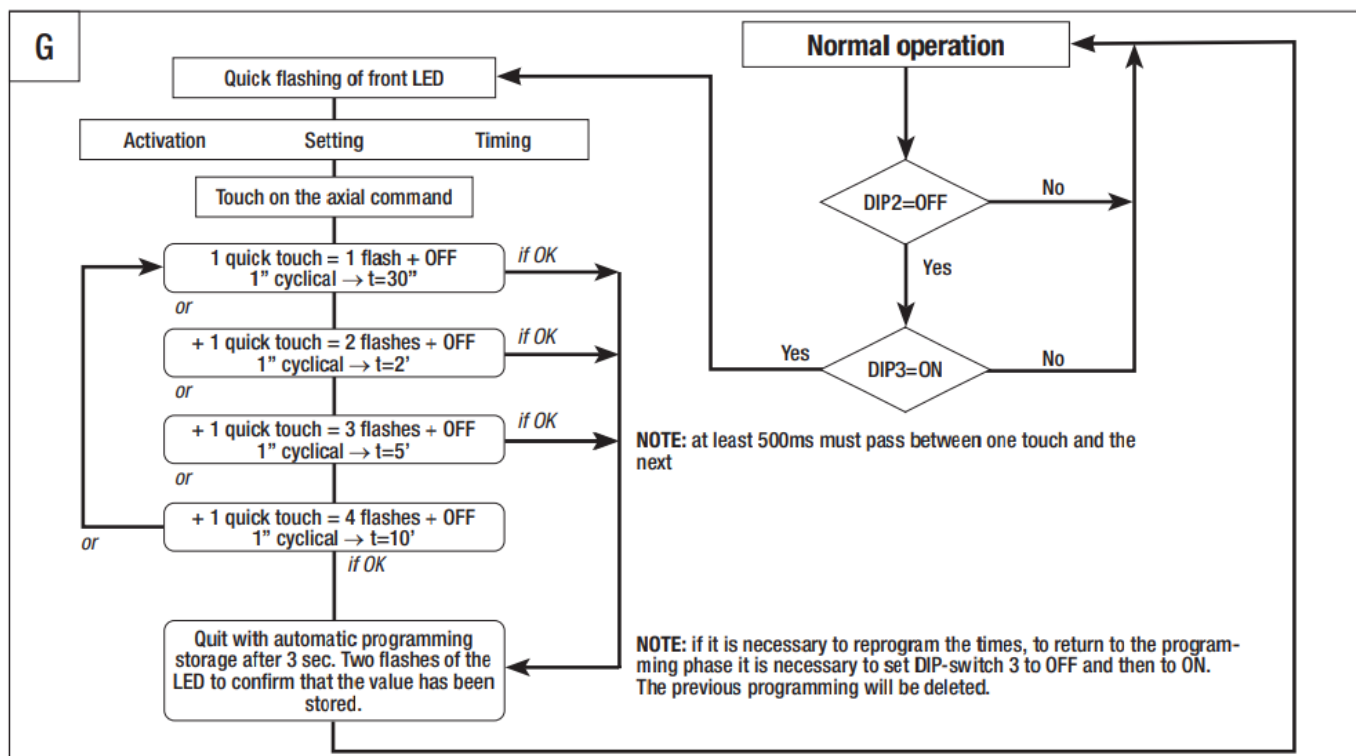 G
Normal operation
Quick flashing of front LED
Activation Setting Timing
Touch on the axial command
DIP2=OFF
No
Yes
DIP3=ON
Yes
No
1 quick touch = 1 flash + OFF
1” cyclical → t=30”
if OK
or
+ 1 quick touch = 2 flashes + OFF
1” cyclical → t=2’
if OK
or
+ 1 quick touch = 3 flashes + OFF
1” cyclical → t=5’
if OK
or
+ 1 quick touch = 4 flashes + OFF
1” cyclical → t=10’
or
if OK
NOTE: at least 500ms must pass between one touch and the
next
Quit with automatic programming
storage after 3 sec. Two flashes of the
LED to confirm that the value has been
stored.
NOTE: if it is necessary to reprogram the times, to return to the program-
ming phase it is necessary to set DIP-switch 3 to OFF and then to ON.
The previous programming will be deleted.